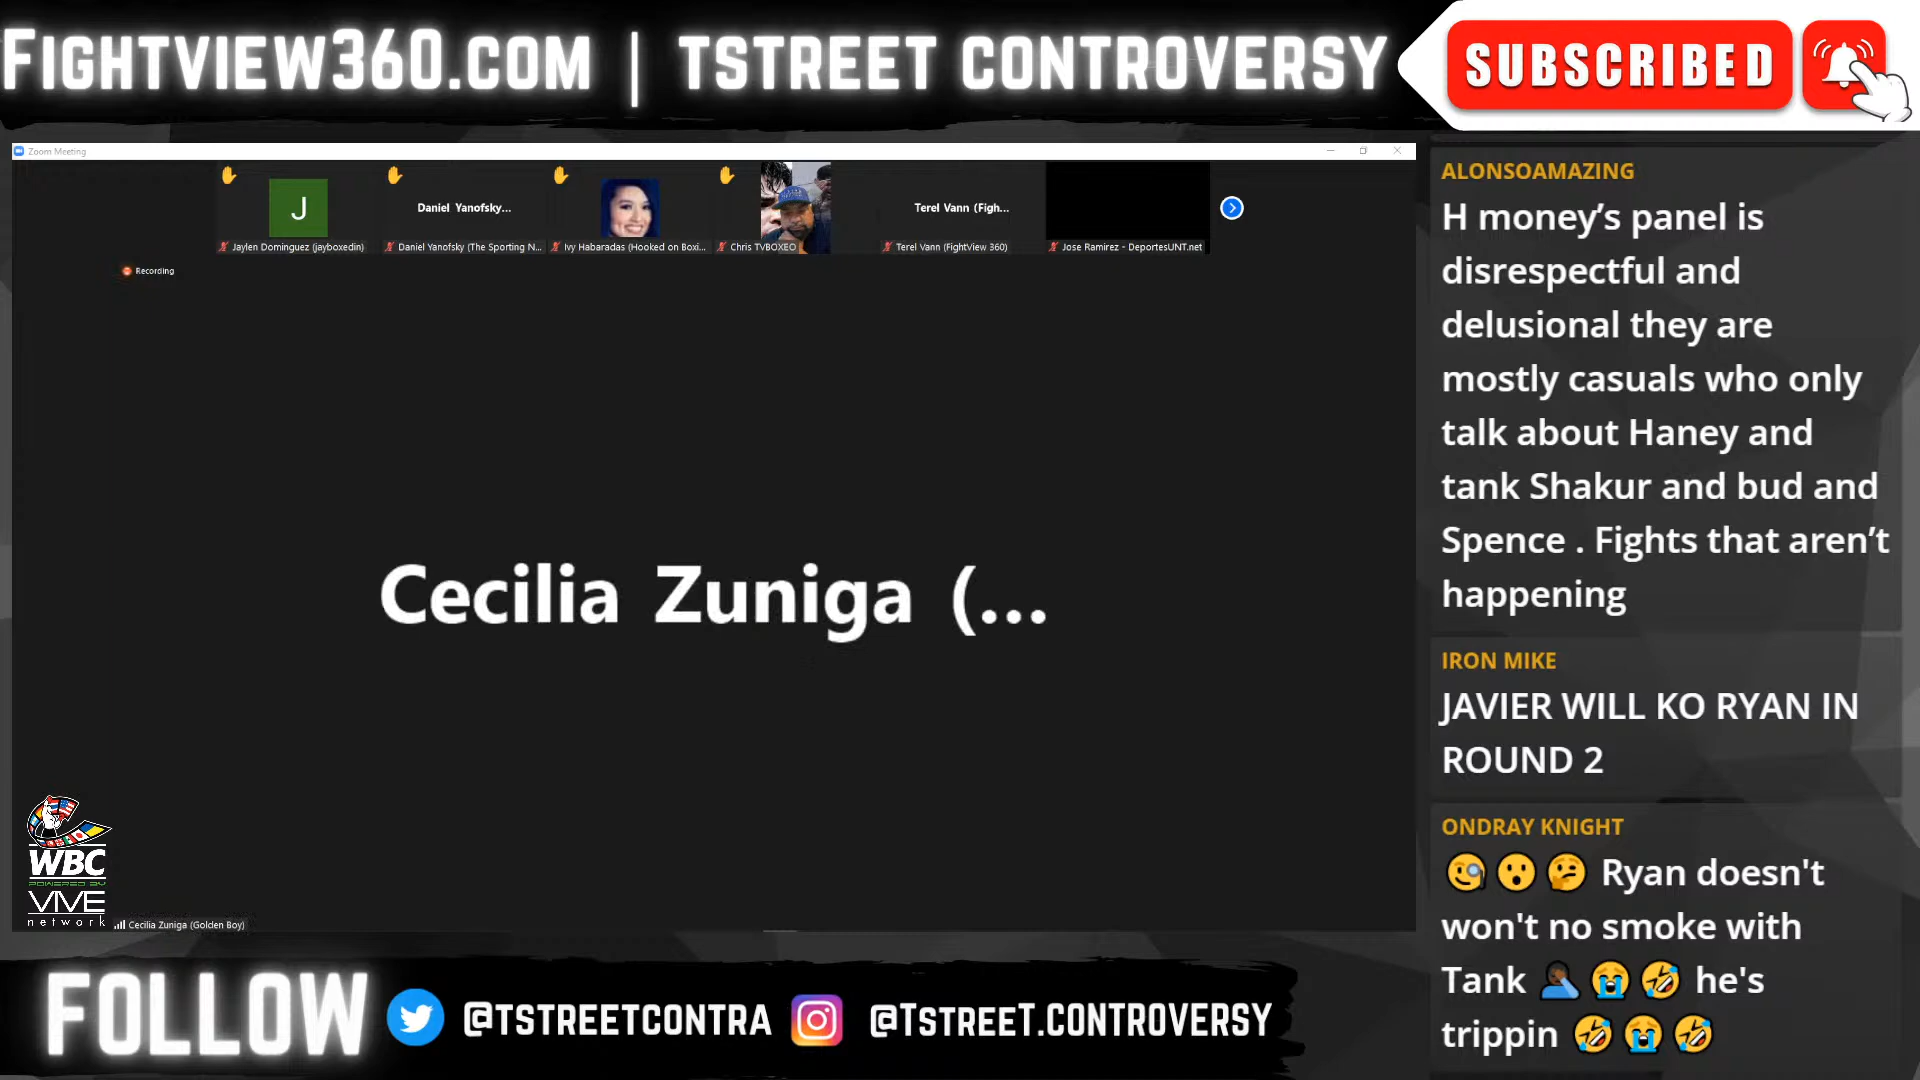 FIGHTVIEW360.COM | TSTREET CONTROVERSY
SUBSCRIBED
Zoom Meeting
J
Daniel Yanofsky...
Terel Vann (Figh...
Jaylen Dominguez (jayboxedin)
Daniel Yanofsky (The Sporting N...
Ivy Habaradas (Hooked on Boxi...
Chris TVBOXEO
Terel Vann (FightView 360)
Jose Ramirez - DeportesUNT.net
Recording
Cecilia Zuniga (...
WBC
POWERED BY
VIVE
network
Cecilia Zuniga (Golden Boy)
ALONSOAMAZING
H money’s panel is
disrespectful and
delusional they are
mostly casuals who only
talk about Haney and
tank Shakur and bud and
Spence . Fights that aren’t
happening
IRON MIKE
JAVIER WILL KO RYAN IN
ROUND 2
ONDRAY KNIGHT
🧐😮🤔 Ryan doesn't
won't no smoke with
Tank 🤦🏿‍♂️😭🤣 he's
trippin 🤣😭🤣
FOLLOW
@TSTREETCONTRA
@TSTREET.CONTROVERSY